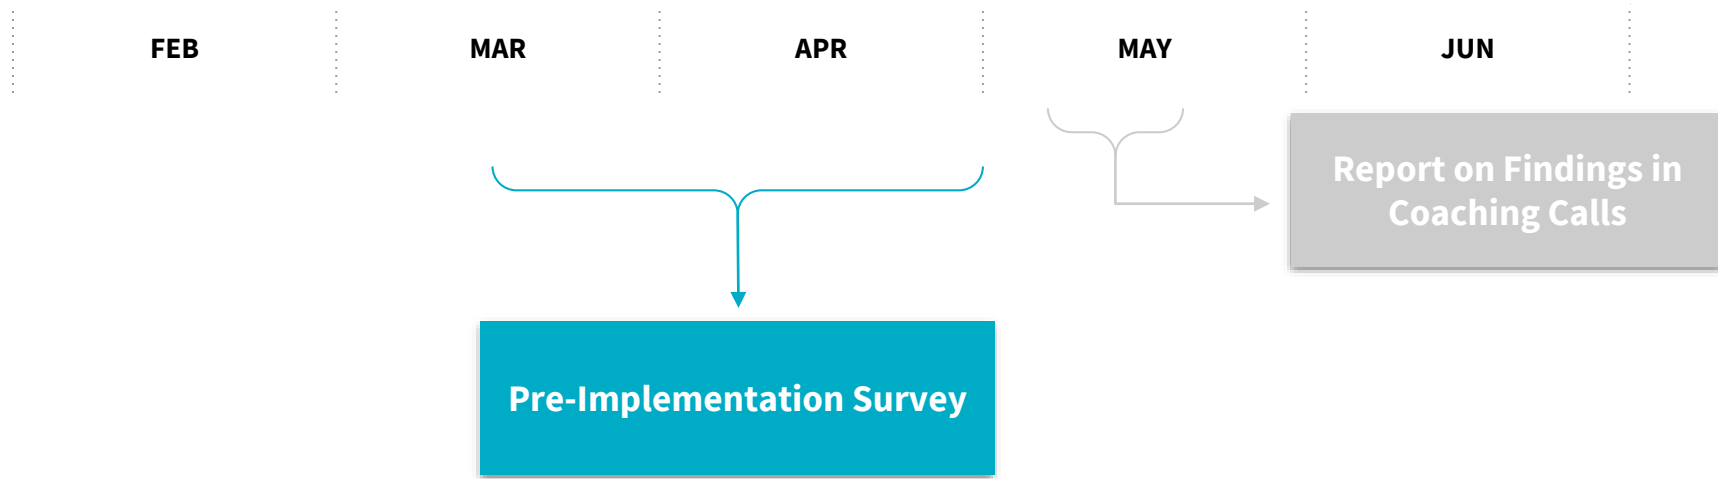 FEB
MAR
APR
MAY
JUN
Report on Findings in
Coaching Calls
Pre-Implementation Survey